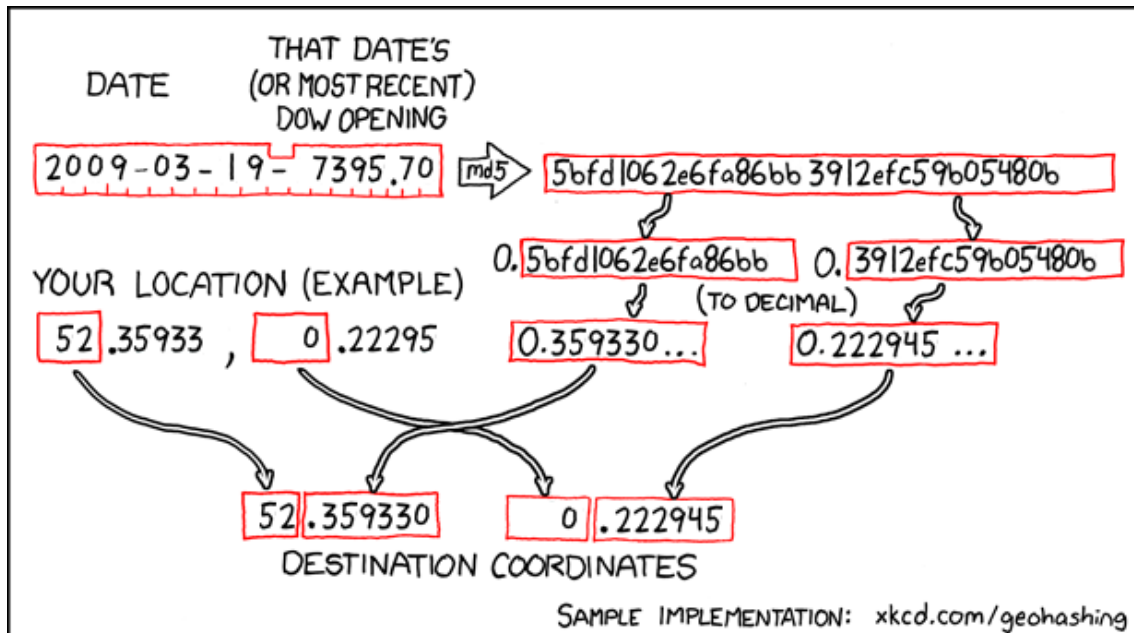 DATE
THAT DATE'S
(OR MOST RECENT)
DOW OPENING
2009-03-19- 7395.70
md5
5bfd1062e6fa86bb3912efc59b05480b
0.5bfd1062e6fa86bb
0.3912efc59b05480b
(TO DECIMAL)
YOUR LOCATION (EXAMPLE)
52.35933, 0.22295
0.359330...
0.222945...
52.359330
0.222945
DESTINATION COORDINATES
SAMPLE IMPLEMENTATION: xkcd.com/geohashing